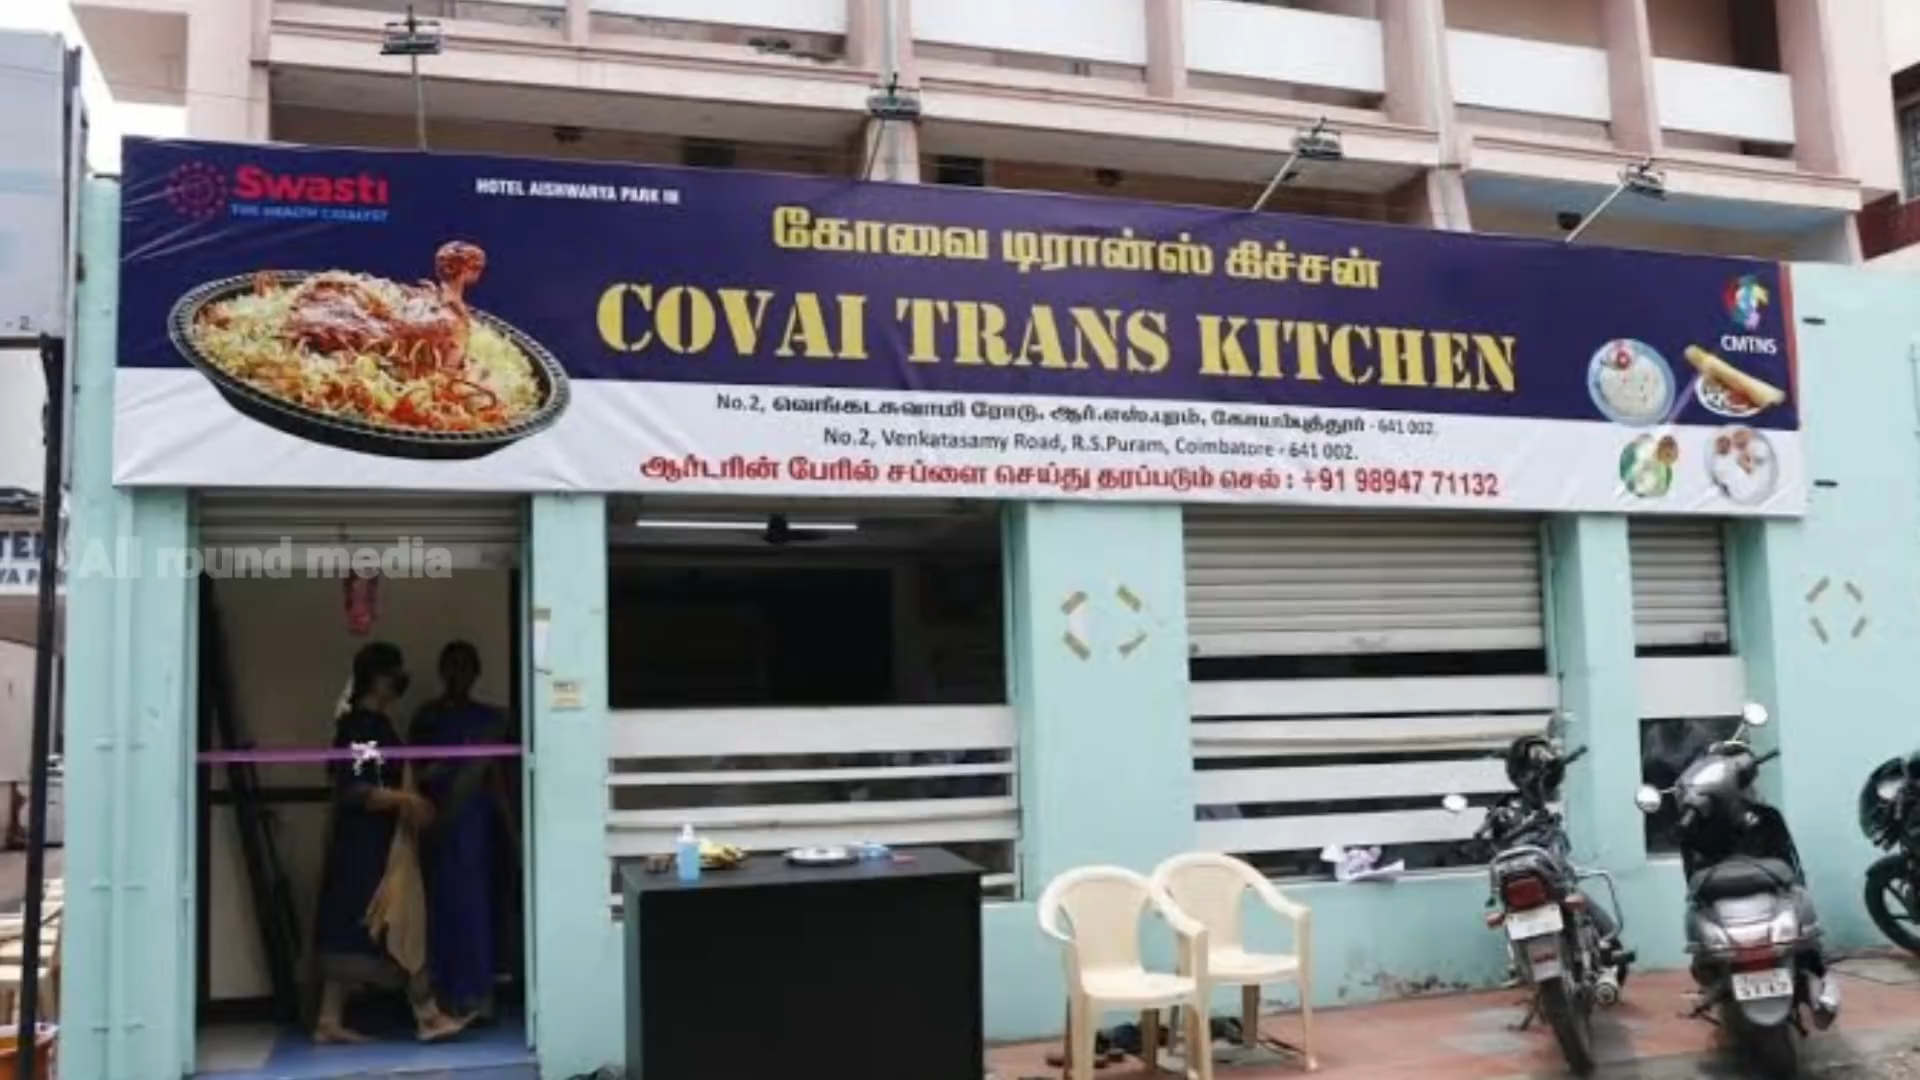 Swasti
THE HEALTH CATALYST
HOTEL AISHWARYA PARK III
கோவை டிரான்ஸ் கிச்சன்
COVAI TRANS KITCHEN
CMTNS
No.2, வெங்கடசுவாமி ரோடு, ஆர்.எஸ்.புரம், கோயம்புத்தூர் - 641 002.
No.2, Venkatasamy Road, R.S.Puram, Coimbatore - 641 002.
ஆர்டரின் பேரில் சப்ளை செய்து தரப்படும் செல் : +91 98947 71132
All round media